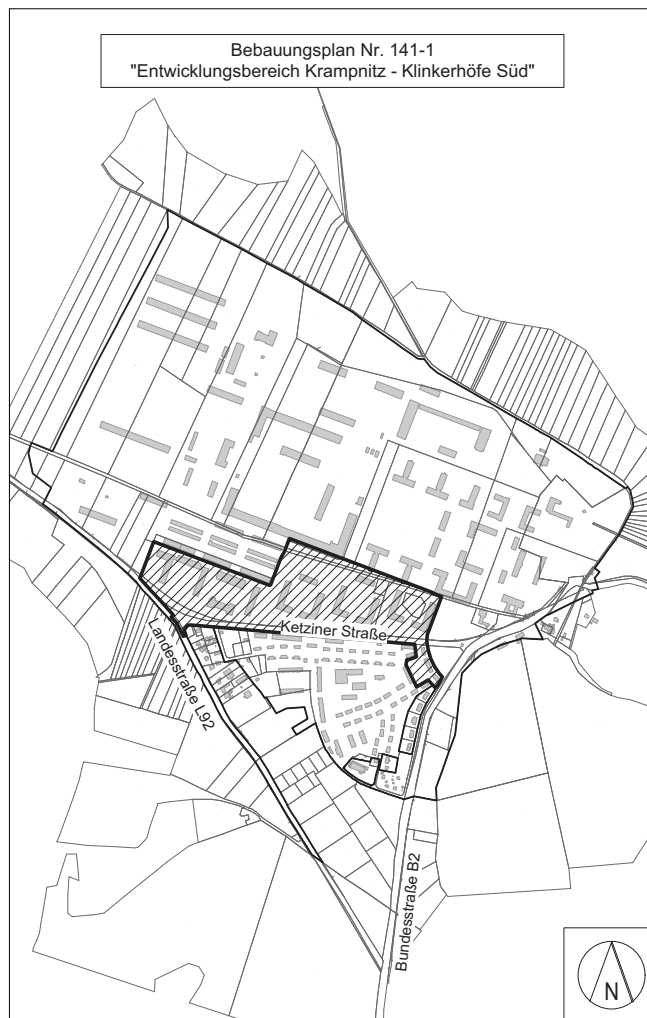 Bebauungsplan Nr. 141-1
"Entwicklungsbereich Krampnitz - Klinkerhöfe Süd"
Ketziner Straße
Landesstraße L92
Bundesstraße B2
N